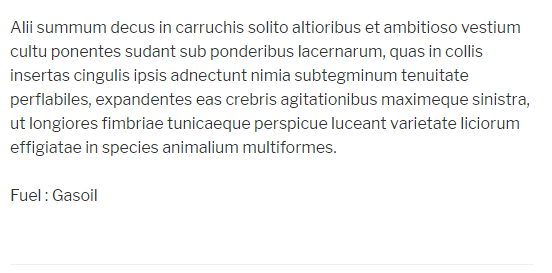 Alii summum decus in carruchis solito altioribus et ambitioso vestium
cultu ponentes sudant sub ponderibus lacernarum, quas in collis
insertas cingulis ipsis adnectunt nimia subtegminum tenuitate
perflabiles, expandentes eas crebris agitationibus maximeque sinistra,
ut longiores fimbriae tunicaeque perspicue luceant varietate liciorum
effigiatae in species animalium multiformes.
Fuel : Gasoil